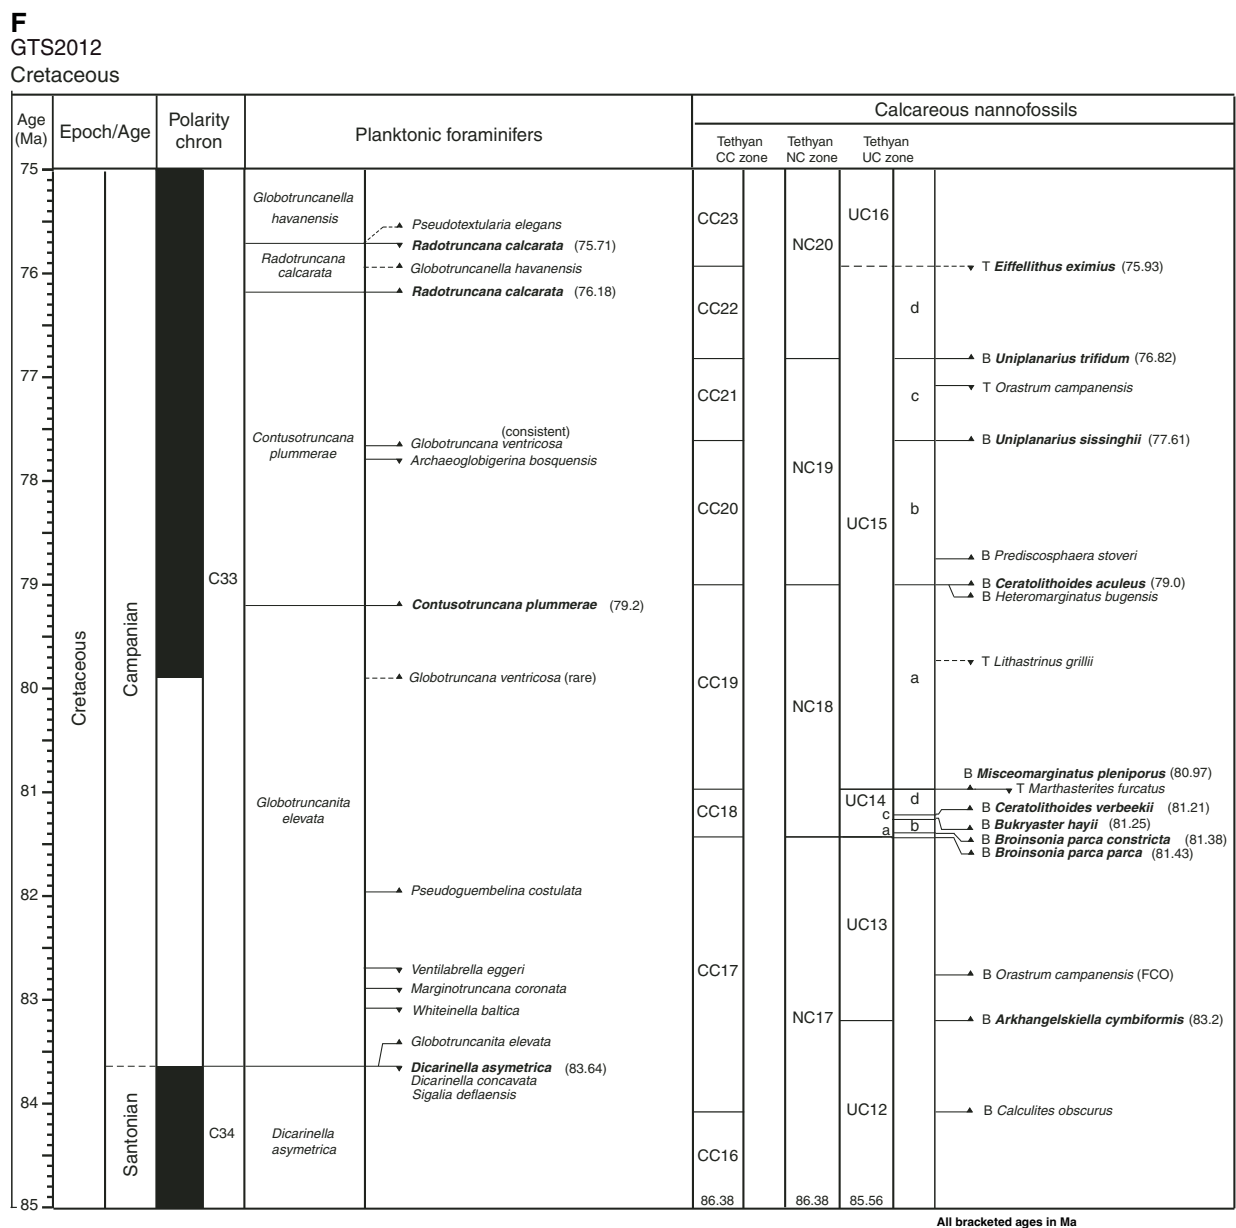 F
GTS2012
Cretaceous
Age
(Ma)
Epoch/Age
Polarity
chron
Planktonic foraminifers
Calcareous nannofossils
Tethyan
CC zone
Tethyan
NC zone
Tethyan
UC zone
75
76
77
78
79
80
81
82
83
84
85
Cretaceous
Campanian
Santonian
C33
C34
Globotruncanella
havanensis
Radotruncana
calcarata
Contusotruncana
plummerae
Globotruncanita
elevata
Dicarinella
asymetrica
Pseudotextularia elegans
Radotruncana calcarata (75.71)
Globotruncanella havanensis
Radotruncana calcarata (76.18)
(consistent)
Globotruncana ventricosa
Archaeoglobigerina bosquensis
Contusotruncana plummerae (79.2)
Globotruncana ventricosa (rare)
Pseudoguembelina costulata
Ventilabrella eggeri
Marginotruncana coronata
Whiteinella baltica
Globotruncanita elevata
Dicarinella asymetrica (83.64)
Dicarinella concavata
Sigalia deflaensis
CC23
CC22
CC21
CC20
CC19
CC18
CC17
CC16
86.38
NC20
NC19
NC18
NC17
86.38
UC16
UC15
UC14
UC13
UC12
85.56
d
c
b
a
d
c
b
a
T Eiffellithus eximius (75.93)
B Uniplanarius trifidum (76.82)
T Orastrum campanensis
B Uniplanarius sissinghii (77.61)
B Prediscosphaera stoveri
B Ceratolithoides aculeus (79.0)
B Heteromarginatus bugensis
T Lithastrinus grillii
B Misceomarginatus pleniporus (80.97)
T Marthasterites furcatus
B Ceratolithoides verbeekii (81.21)
B Bukryaster hayii (81.25)
B Broinsonia parca constricta (81.38)
B Broinsonia parca parca (81.43)
B Orastrum campanensis (FCO)
B Arkhangelskiella cymbiformis (83.2)
B Calculites obscurus
All bracketed ages in Ma